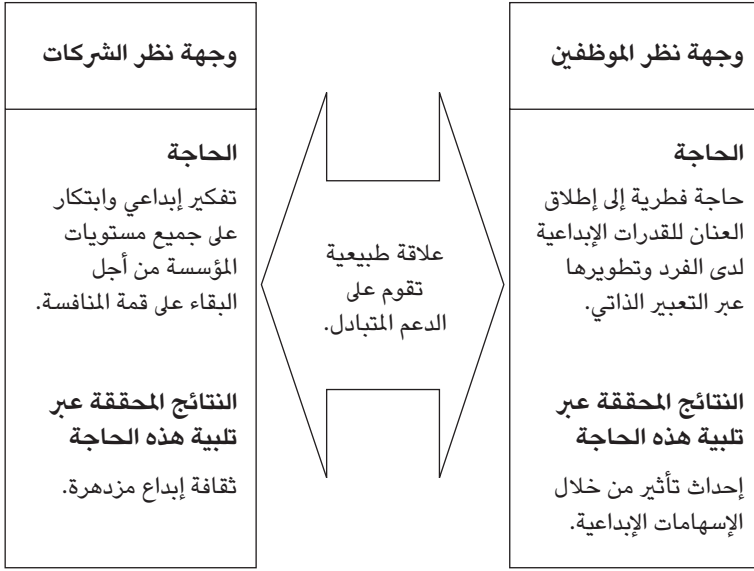 وجهة نظر الموظفين
الحاجة
حاجة فطرية إلى إطلاق
العنان للقدرات الإبداعية
لدى الفرد وتطويرها
عبر التعبير الذاتي.
النتائج المحققة عبر
تلبية هذه الحاجة
إحداث تأثير من خلال
الإسهامات الإبداعية.
علاقة طبيعية
تقوم على
الدعم المتبادل.
وجهة نظر الشركات
الحاجة
تفكير إبداعي وابتكار
على جميع مستويات
المؤسسة من أجل
البقاء على قمة المنافسة.
النتائج المحققة عبر
تلبية هذه الحاجة
ثقافة إبداع مزدهرة.